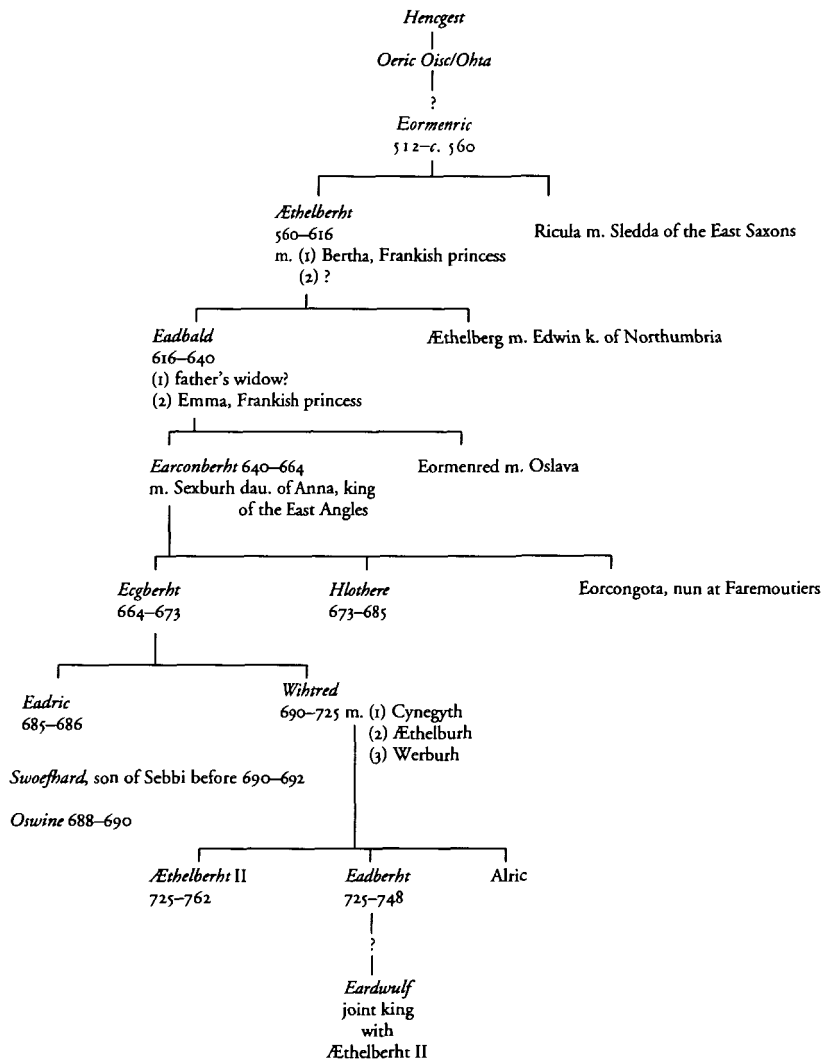 Hencgest
Oeric Oisc/Ohta
?
Eormenric
512–c. 560
Æthelberht
560–616
m. (1) Bertha, Frankish princess
(2) ?
Ricula m. Sledda of the East Saxons
Eadbald
616–640
(1) father's widow?
(2) Emma, Frankish princess
Æthelberg m. Edwin k. of Northumbria
Earconberht 640–664
m. Sexburh dau. of Anna, king
of the East Angles
Eormenred m. Oslava
Ecgberht
664–673
Hlothere
673–685
Eorcongota, nun at Faremoutiers
Eadric
685–686
Wihtred
690–725 m. (1) Cynegyth
(2) Æthelburh
(3) Werburh
Swoefhard, son of Sebbi before 690–692
Oswine 688–690
Æthelberht II
725–762
Eadberht
725–748
Alric
?
Eardwulf
joint king
with
Æthelberht II